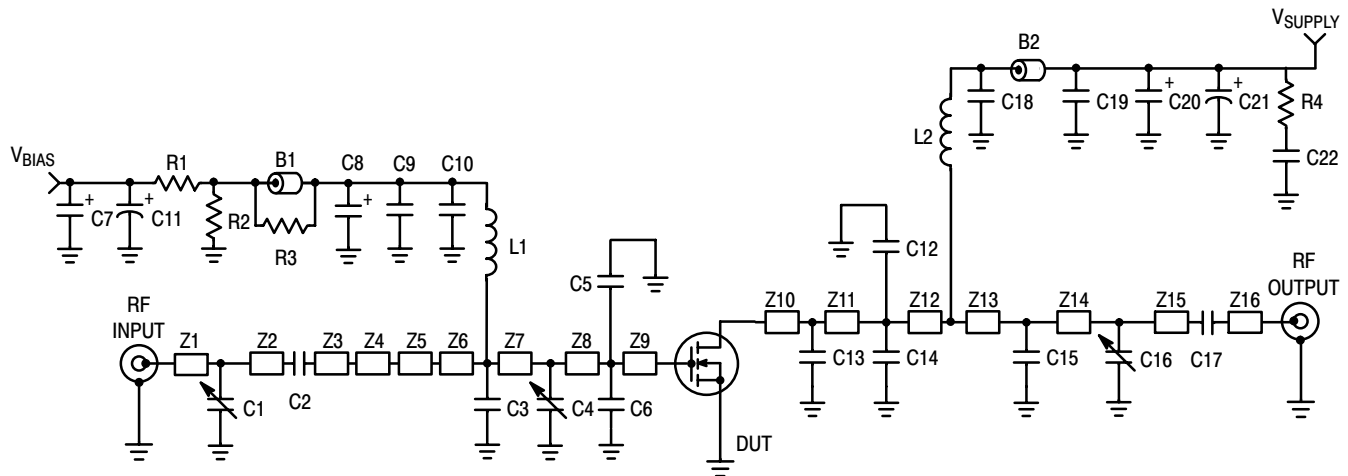 V_SUPPLY
B2
+
+
C18
C19
C20
C21
R4
L2
C22
V_BIAS
R1
B1
C8
C9
C10
+
+
+
C7
C11
R2
R3
L1
C5
C12
RF
INPUT
Z1
Z2
Z3
Z4
Z5
Z6
Z7
Z8
Z9
Z10
Z11
Z12
Z13
Z14
Z15
Z16
RF
OUTPUT
C13
C14
C15
C16
C17
C1
C2
C3
C4
C6
DUT